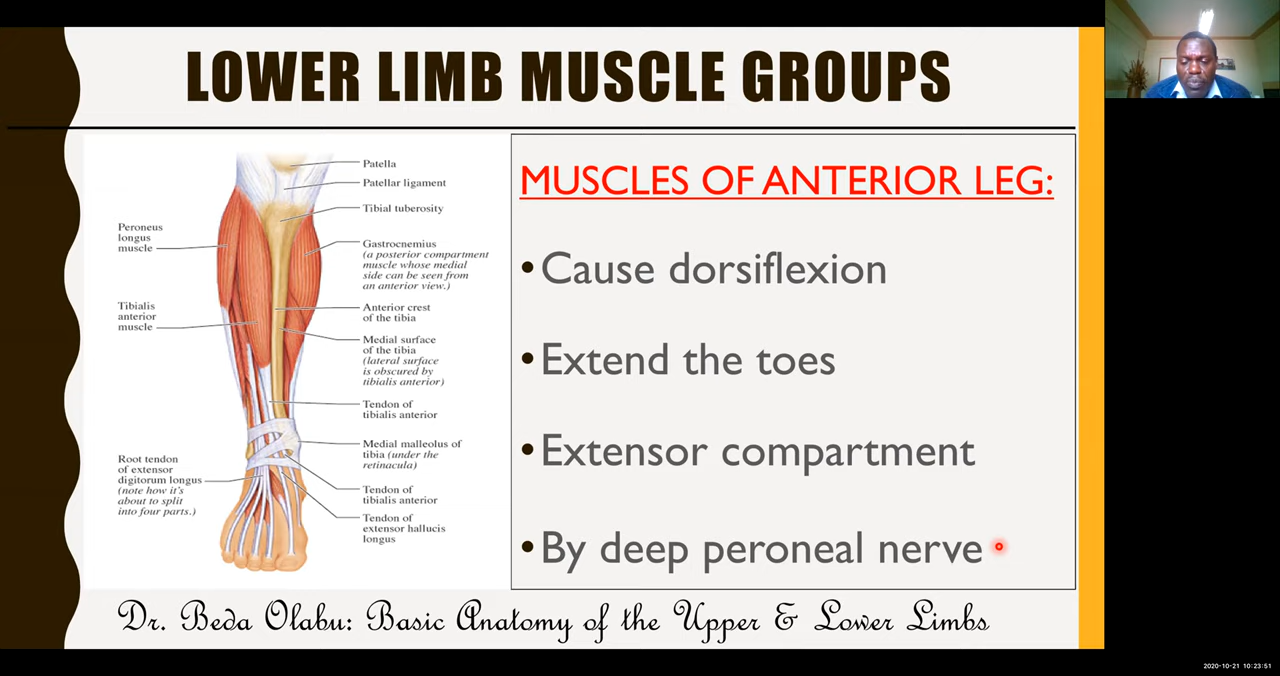 LOWER LIMB MUSCLE GROUPS
Peroneus
longus
muscle
Tibialis
anterior
muscle
Root tendon
of extensor
digitorum longus
(note how it's
about to split
into four parts.)
Patella
Patellar ligament
Tibial tuberosity
Gastrocnemius
(a posterior compartment
muscle whose medial
side can be seen from
an anterior view.)
Anterior crest
of the tibia
Medial surface
of the tibia
(lateral surface
is obscured by
tibialis anterior)
Tendon of
tibialis anterior
Medial malleolus of
tibia (under the
retinacula)
Tendon of
tibialis anterior
Tendon of
extensor hallucis
longus
MUSCLES OF ANTERIOR LEG:
•Cause dorsiflexion
•Extend the toes
•Extensor compartment
•By deep peroneal nerve
Dr. Beda Olabu: Basic Anatomy of the Upper & Lower Limbs
2020-10-21 10:23:51